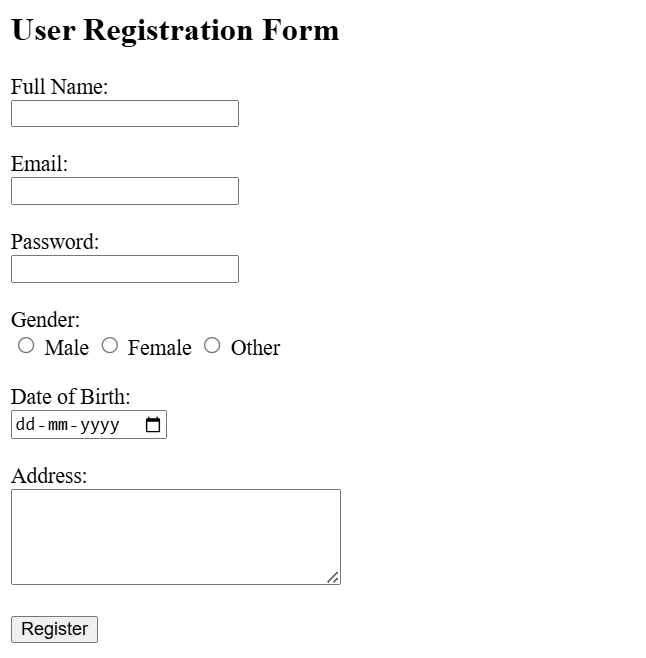 User Registration Form
Full Name:
Email:
Password:
Gender:
Male Female Other
Date of Birth:
dd-mm-yyyy
Address:
Register